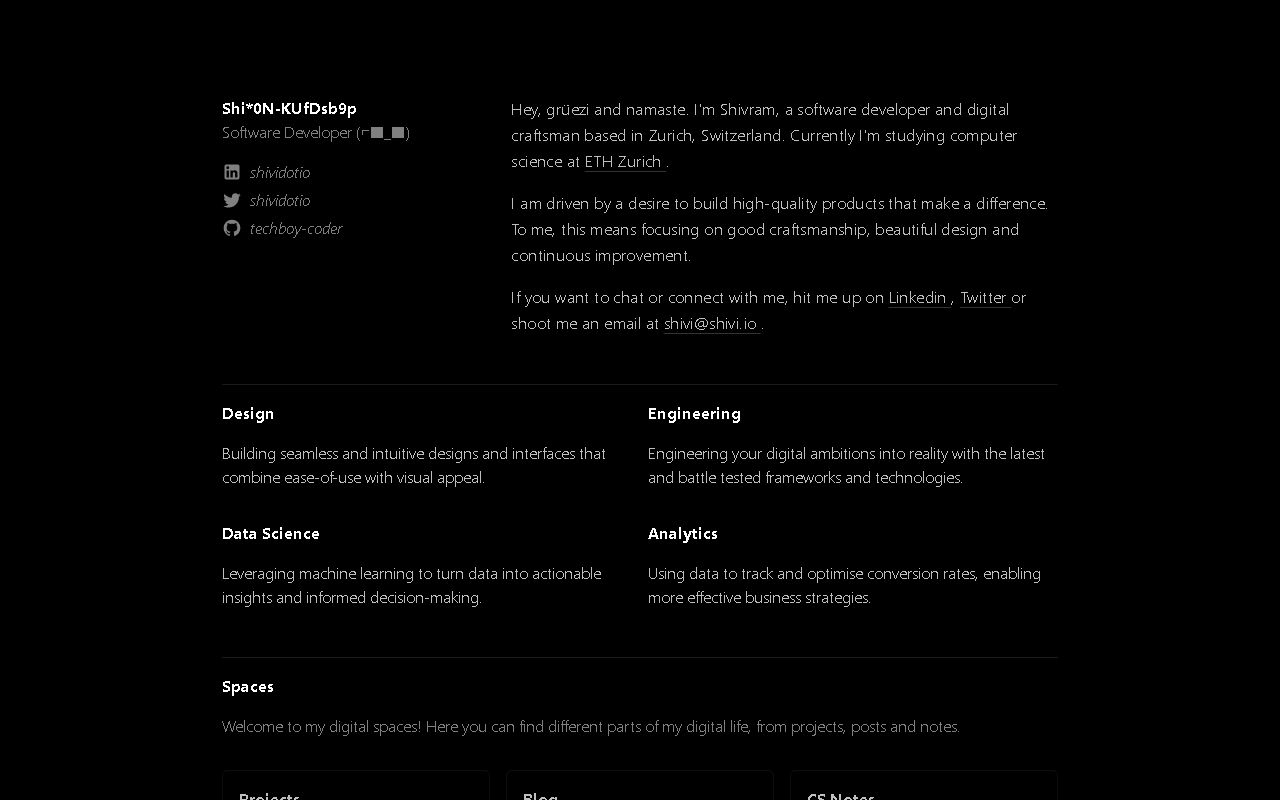 Shi*0N-KUfDsb9p
Software Developer (⌐■_■)
shividotio
shividotio
techboy-coder
Hey, grüezi and namaste. I'm Shivram, a software developer and digital
craftsman based in Zurich, Switzerland. Currently I'm studying computer
science at ETH Zurich .
I am driven by a desire to build high-quality products that make a difference.
To me, this means focusing on good craftsmanship, beautiful design and
continuous improvement.
If you want to chat or connect with me, hit me up on Linkedin , Twitter or
shoot me an email at shivi@shivi.io .
Design
Building seamless and intuitive designs and interfaces that
combine ease-of-use with visual appeal.
Engineering
Engineering your digital ambitions into reality with the latest
and battle tested frameworks and technologies.
Data Science
Leveraging machine learning to turn data into actionable
insights and informed decision-making.
Analytics
Using data to track and optimise conversion rates, enabling
more effective business strategies.
Spaces
Welcome to my digital spaces! Here you can find different parts of my digital life, from projects, posts and notes.
Projects
Blog
CS Notes